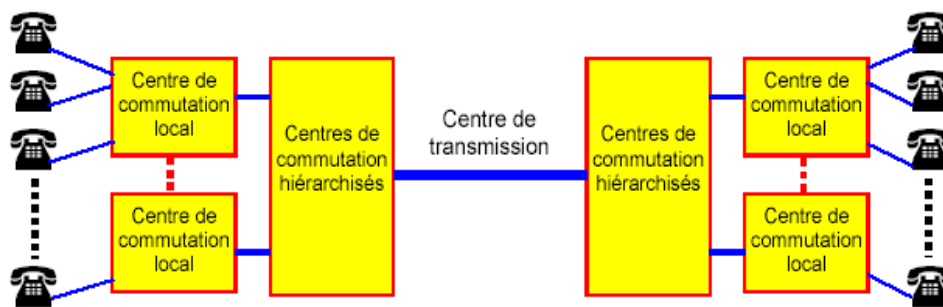 Centre de
commutation
local
Centre de
commutation
local
Centres de
commutation
hiérarchisés
Centre de
transmission
Centres de
commutation
hiérarchisés
Centre de
commutation
local
Centre de
commutation
local